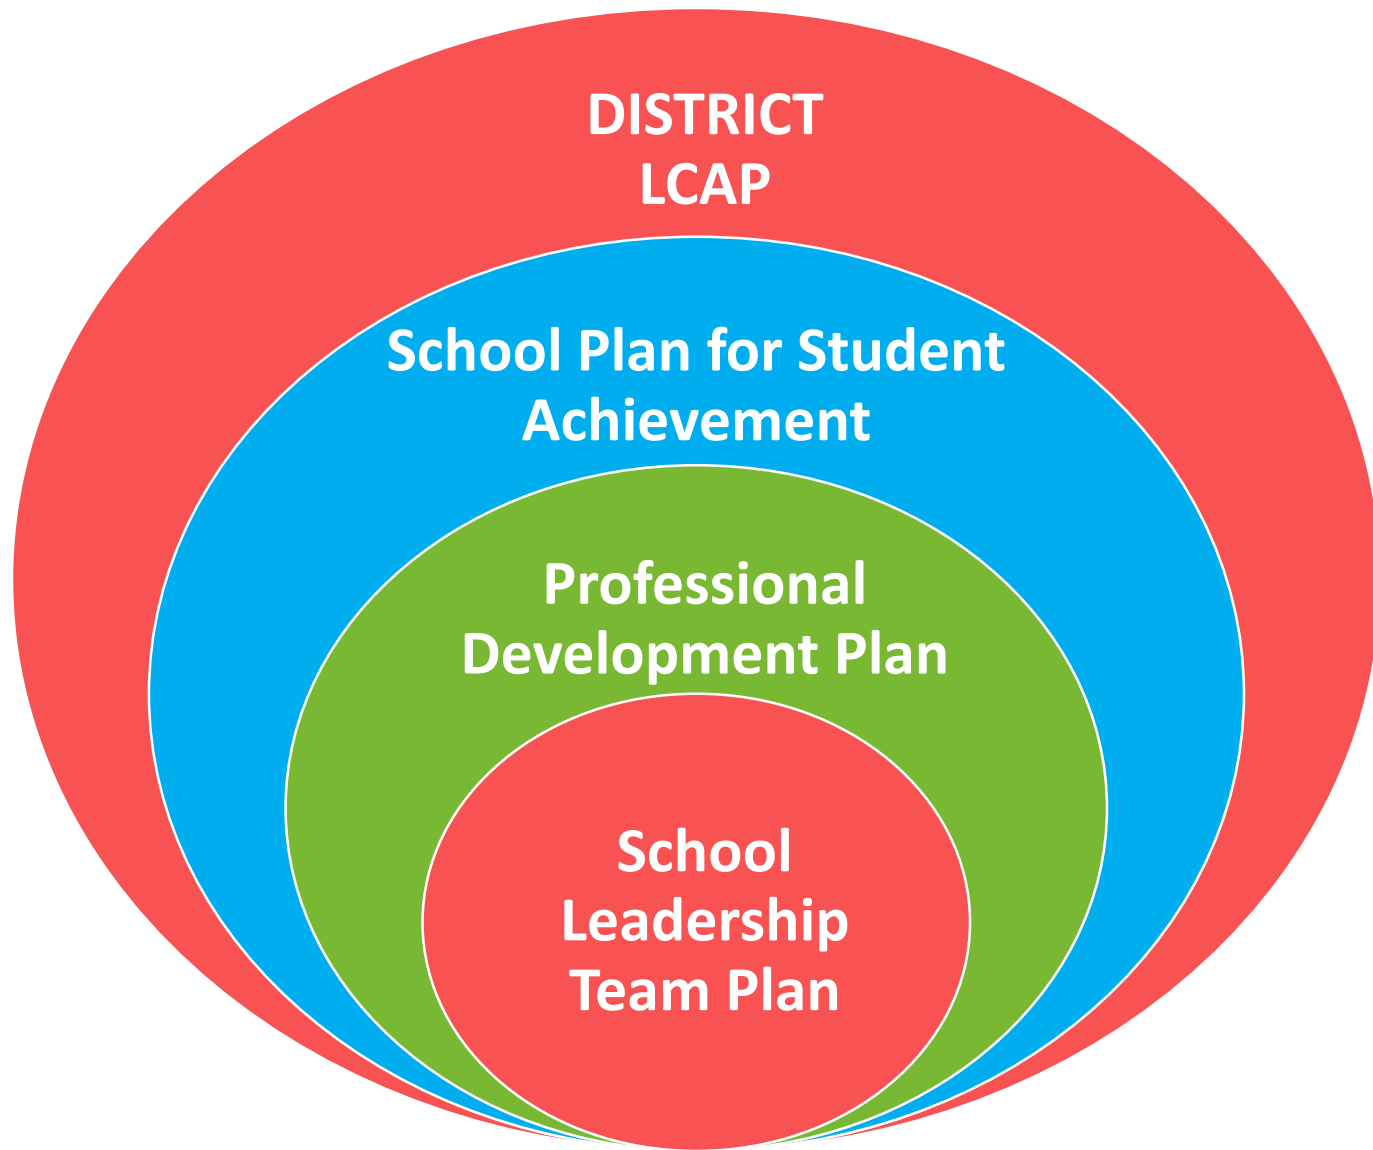 DISTRICT
LCAP
School Plan for Student
Achievement
Professional
Development Plan
School
Leadership
Team Plan